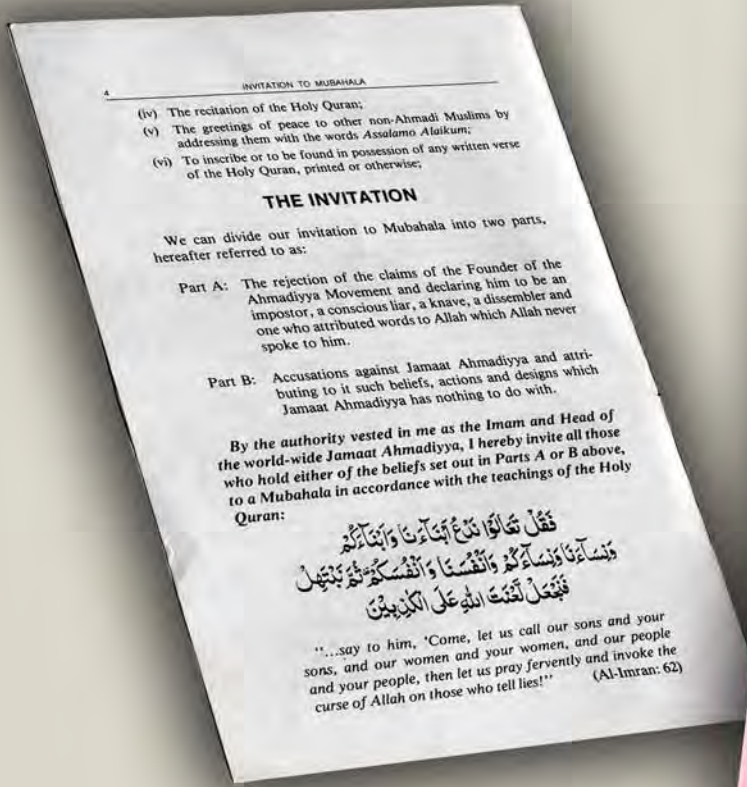 4
INVITATION TO MUBAHALA
(iv) The recitation of the Holy Quran;
(v) The greetings of peace to other non-Ahmadi Muslims by
addressing them with the words Assalamo Alaikum;
(vi) To inscribe or to be found in possession of any written verse
of the Holy Quran, printed or otherwise;
THE INVITATION
We can divide our invitation to Mubahala into two parts,
hereafter referred to as:
Part A: The rejection of the claims of the Founder of the
Ahmadiyya Movement and declaring him to be an
impostor, a conscious liar, a knave, a dissembler and
one who attributed words to Allah which Allah never
spoke to him.
Part B: Accusations against Jamaat Ahmadiyya and attri-
buting to it such beliefs, actions and designs which
Jamaat Ahmadiyya has nothing to do with.
By the authority vested in me as the Imam and Head of
the world-wide Jamaat Ahmadiyya, I hereby invite all those
who hold either of the beliefs set out in Parts A or B above,
to a Mubahala in accordance with the teachings of the Holy
Quran:
فَقُلْ تَعَالَوْا نَدْعُ أَبْنَآءَنَا وَأَبْنَآءَكُمْ
وَنِسَآءَنَا وَنِسَآءَكُمْ وَأَنْفُسَنَا وَأَنْفُسَكُمْ ثُمَّ نَبْتَهِلْ
فَنَجْعَلْ لَّعْنَتَ اللّٰهِ عَلَى الْكٰذِبِيْنَ
"...say to him, 'Come, let us call our sons and your
sons, and our women and your women, and our people
and your people, then let us pray fervently and invoke the
curse of Allah on those who tell lies!'' (Al-Imran: 62)